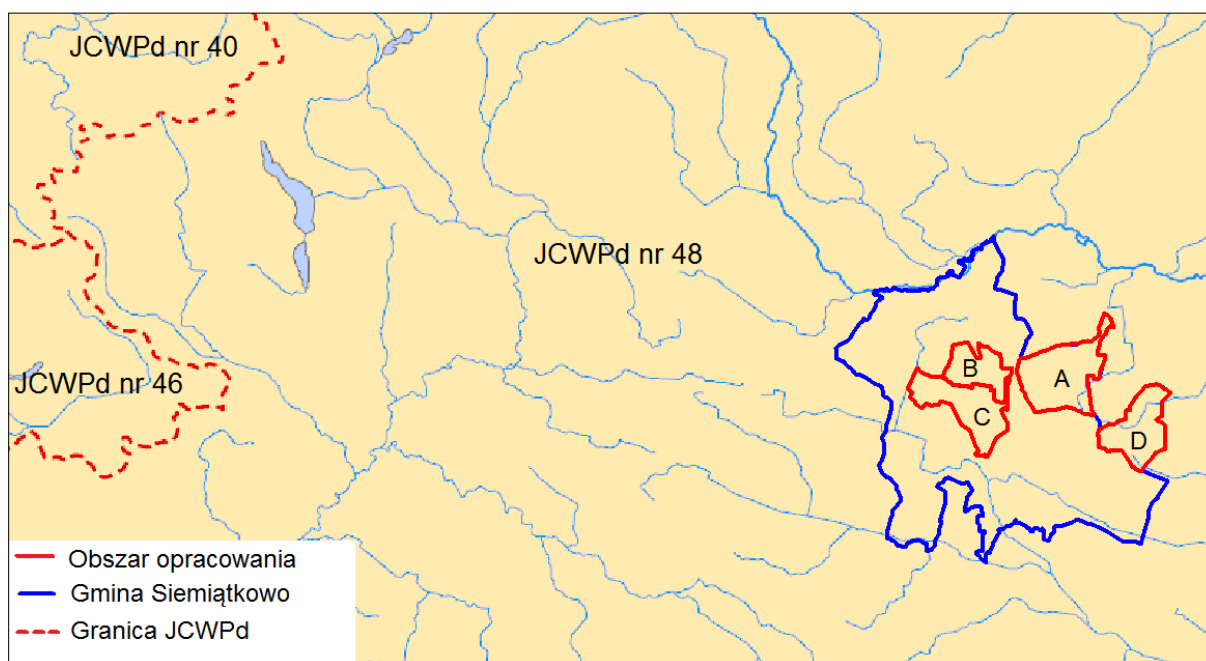 JCWPd nr 40
JCWPd nr 48
JCWPd nr 46
B
A
C
D
Obszar opracowania
Gmina Siemiątkowo
Granica JCWPd